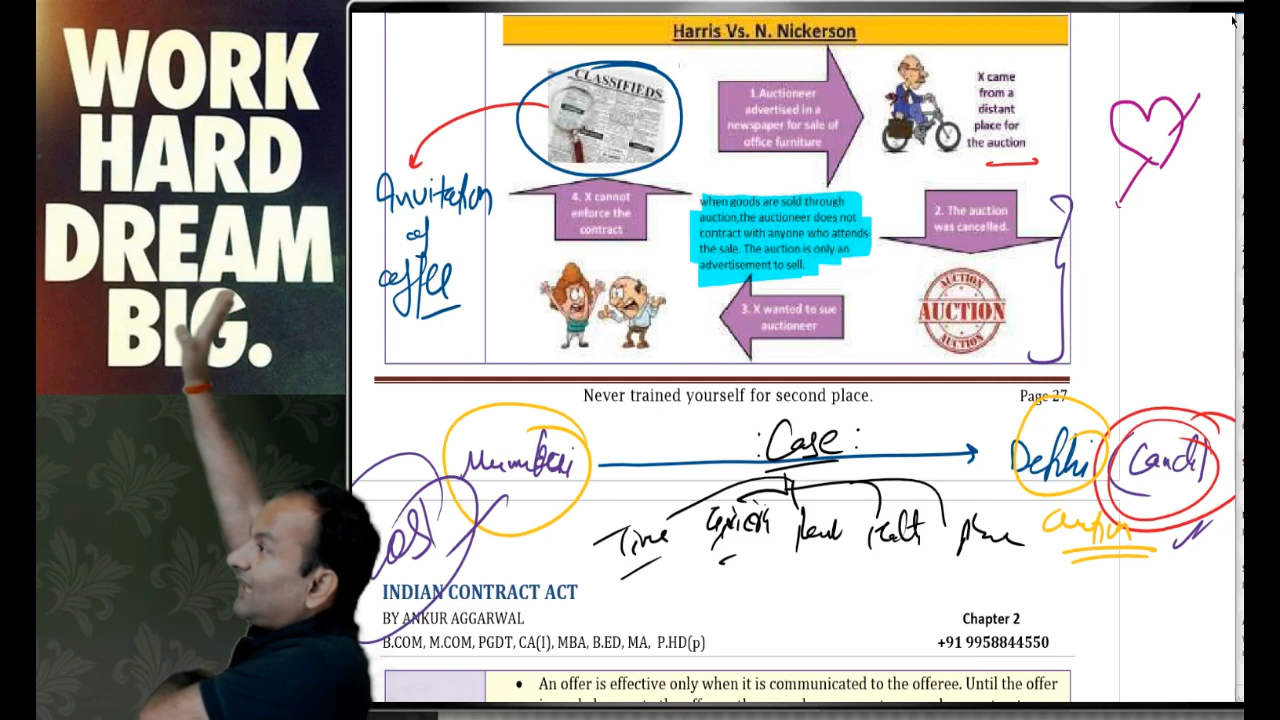 WORK
HARD
DREAM
BIG.
Harris Vs. N. Nickerson
CLASSIFIEDS
1.Auctioneer
advertised in a
newspaper for sale of
office furniture
X came
from a
distant
place for
the auction
4. X cannot
enforce the
contract
when goods are sold through
auction,the auctioneer does not
contract with anyone who attends
the sale. The auction is only an
advertisement to sell.
2. The auction
was cancelled.
Invitation
of
offer
3. X wanted to sue
auctioneer
AUCTION
AUCTION
AUCTION
Never trained yourself for second place.
Page 27
: Case :
Mumbai
Delhi
Time
Auction
INDIAN CONTRACT ACT
BY ANKUR AGGARWAL
Chapter 2
B.COM, M.COM, PGDT, CA(I), MBA, B.ED, MA, P.HD(p)
+91 9958844550
• An offer is effective only when it is communicated to the offeree. Until the offer